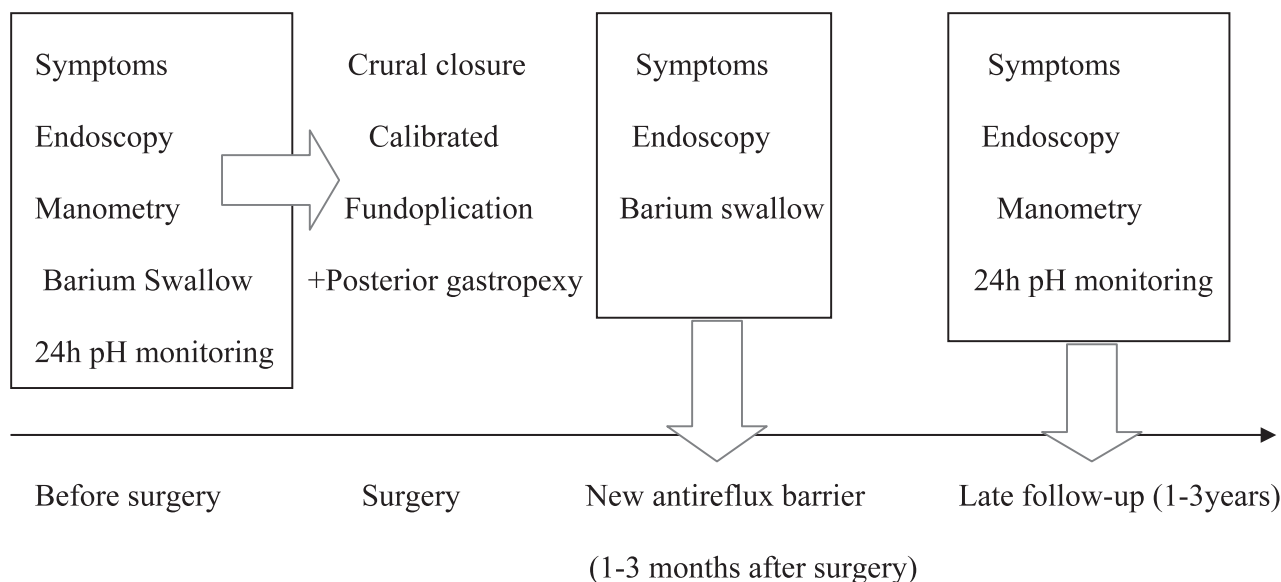 Symptoms
Endoscopy
Manometry
Barium Swallow
24h pH monitoring
Crural closure
Calibrated
Fundoplication
+Posterior gastropexy
Symptoms
Endoscopy
Barium swallow
Symptoms
Endoscopy
Manometry
24h pH monitoring
Before surgery
Surgery
New antireflux barrier
(1-3 months after surgery)
Late follow-up (1-3years)